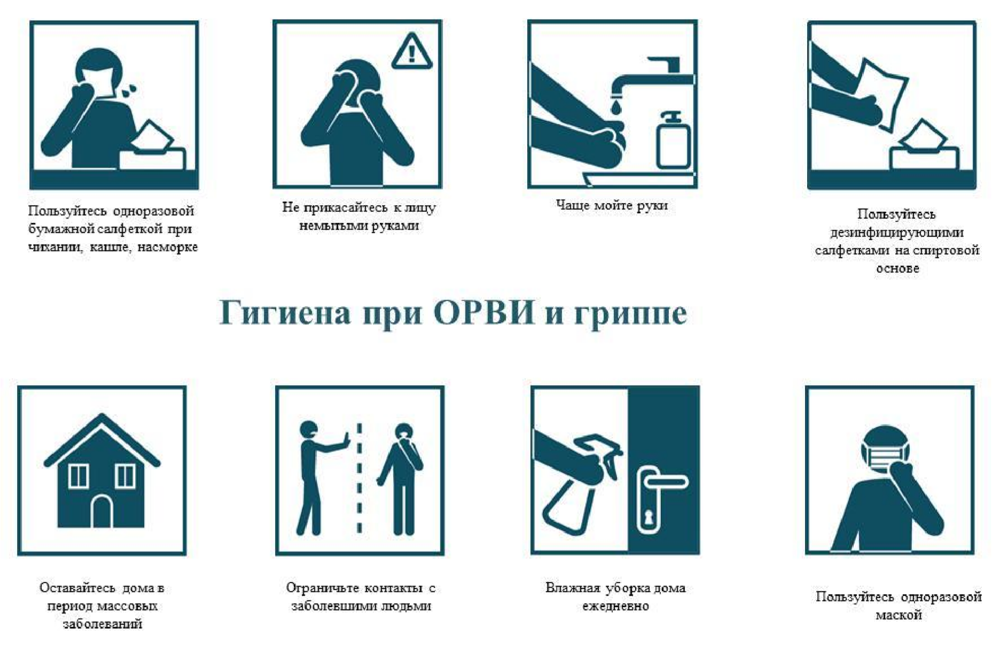 Пользуйтесь одноразовой
бумажной салфеткой при
чихании, кашле, насморке
Не прикасайтесь к лицу
немытыми руками
Чаще мойте руки
Пользуйтесь
дезинфицирующими
салфетками на спиртовой
основе
Гигиена при ОРВИ и гриппе
Оставайтесь дома в
период массовых
заболеваний
Ограничьте контакты с
заболевшими людьми
Влажная уборка дома
ежедневно
Пользуйтесь одноразовой
маской